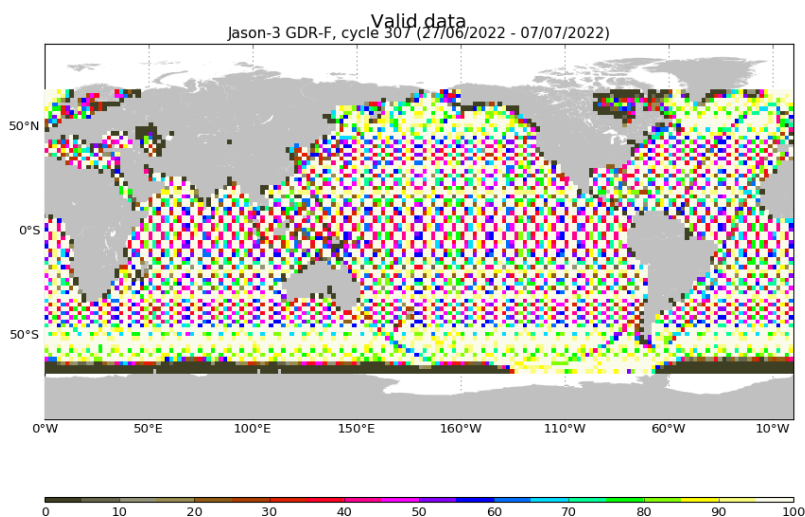 Valid data
Jason-3 GDR-F, cycle 307 (27/06/2022 - 07/07/2022)
50°N
0°S
50°S
0°W 50°E 100°E 150°E 160°W 110°W 60°W 10°W
0 10 20 30 40 50 60 70 80 90 100